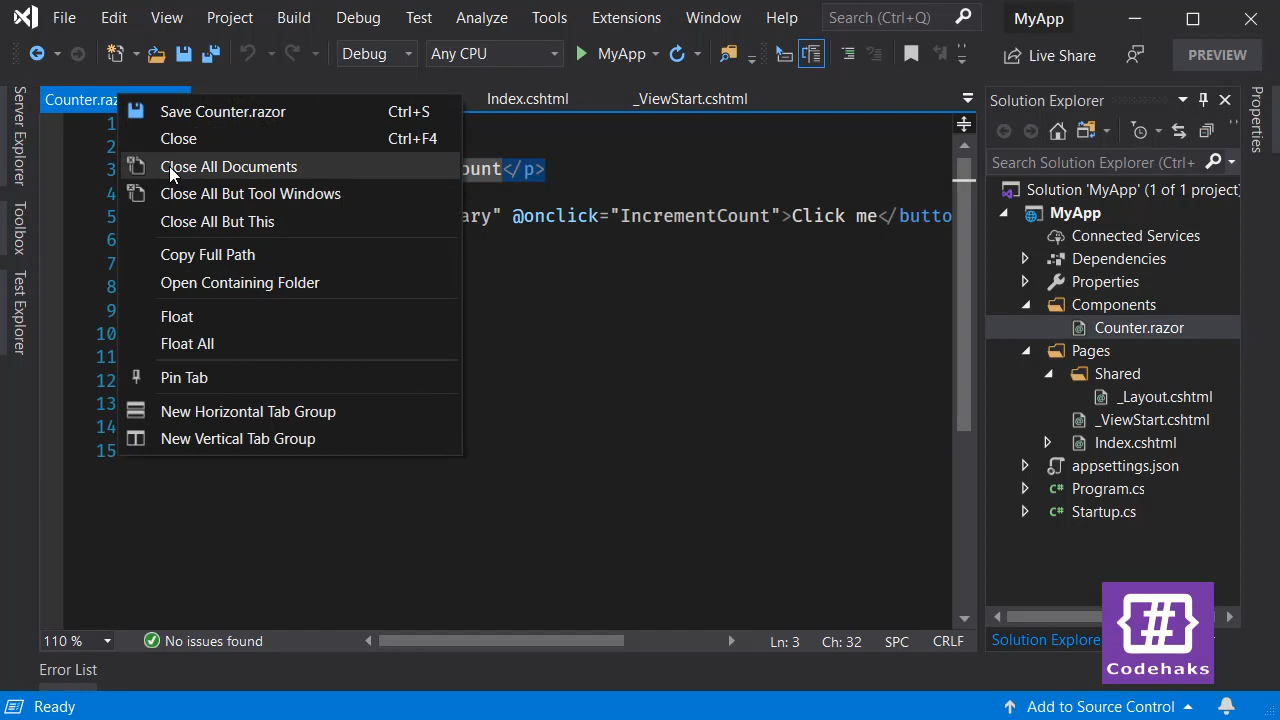 File Edit View Project Build Debug Test Analyze Tools Extensions Window Help Search (Ctrl+Q) MyApp
Debug Any CPU MyApp Live Share PREVIEW
Server Explorer
Toolbox
Test Explorer
Counter.raz Index.cshtml _ViewStart.cshtml
Save Counter.razor Ctrl+S
Close Ctrl+F4
Close All Documents
Close All But Tool Windows
Close All But This
Copy Full Path
Open Containing Folder
Float
Float All
Pin Tab
New Horizontal Tab Group
New Vertical Tab Group
1
2
3 ount</p>
4
5 ary" @onclick="IncrementCount">Click me</butto
6
7
8
9
10
11
12
13
14
15
110 % No issues found Ln: 3 Ch: 32 SPC CRLF
Error List
Solution Explorer
Search Solution Explorer (Ctrl+
Solution 'MyApp' (1 of 1 project)
MyApp
Connected Services
Dependencies
Properties
Components
Counter.razor
Pages
Shared
_Layout.cshtml
_ViewStart.cshtml
Index.cshtml
appsettings.json
C# Program.cs
C# Startup.cs
Solution Explore
Properties
{#}
Codehaks
Ready Add to Source Control